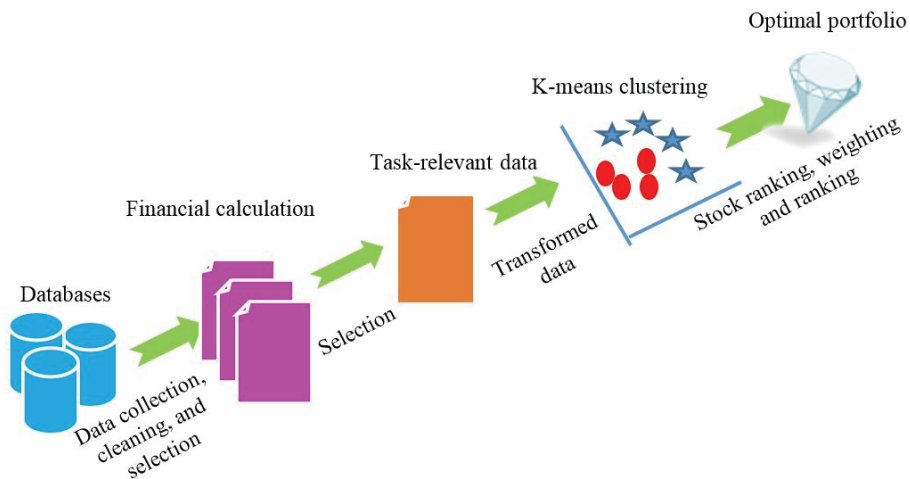 Optimal portfolio
K-means clustering
Task-relevant data
Financial calculation
Databases
Data collection,
cleaning, and
selection
Selection
Transformed
data
Stock ranking, weighting
and ranking